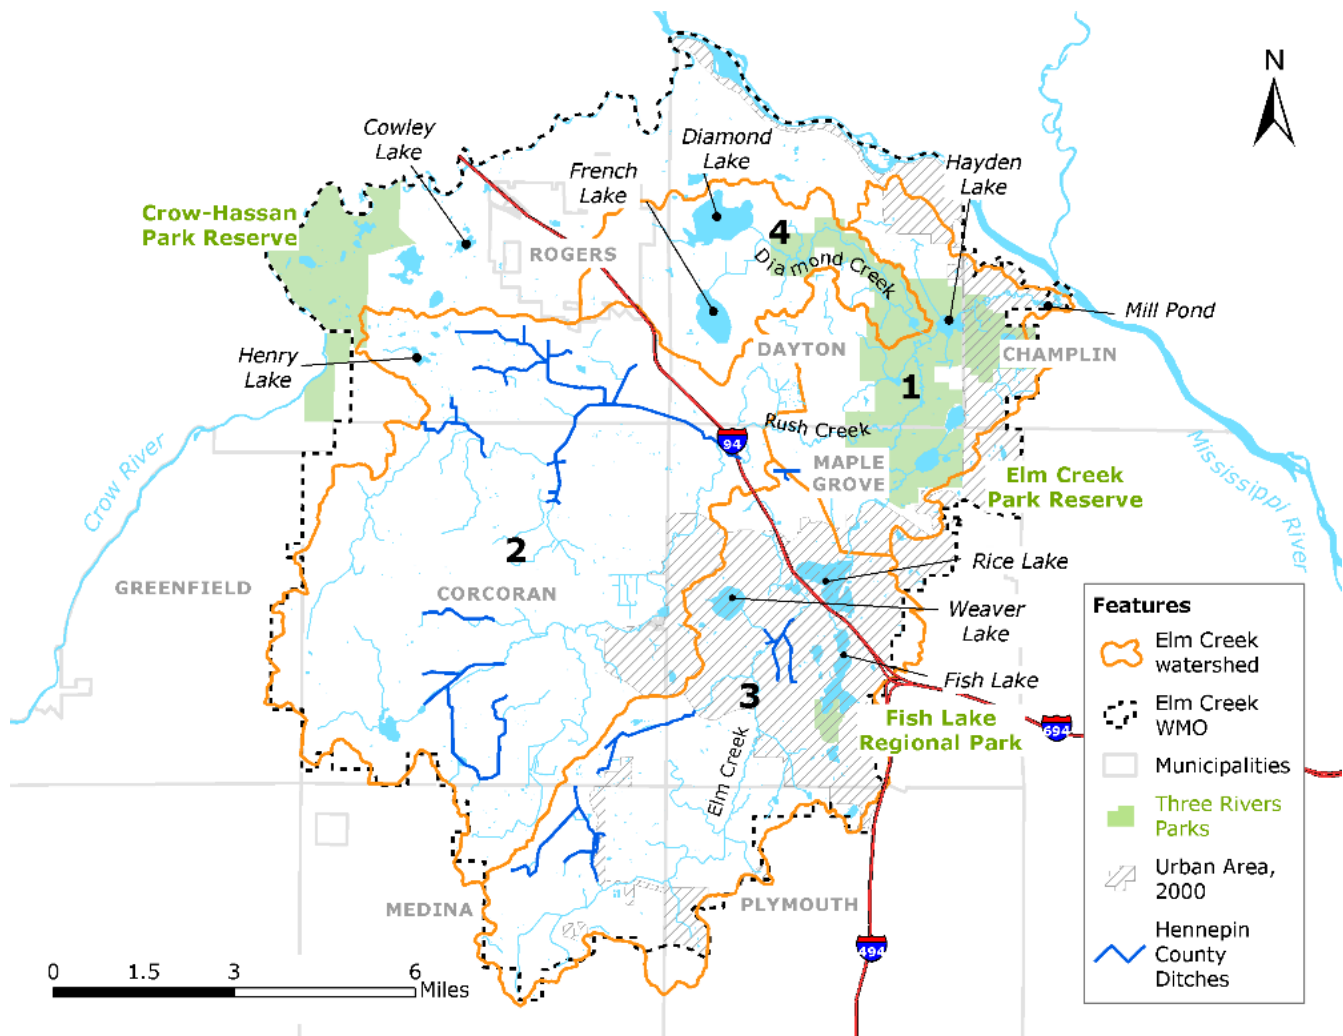 N
Cowley
Lake
Diamond
Lake
French
Lake
Hayden
Lake
Crow-Hassan
Park Reserve
4
ROGERS
Diamond Creek
Mill Pond
Henry
Lake
DAYTON
CHAMPLIN
1
Rush Creek
94
MAPLE
GROVE
Crow River
Mississippi River
Elm Creek
Park Reserve
2
GREENFIELD
CORCORAN
Rice Lake
Weaver
Lake
Fish Lake
3
Fish Lake
Regional Park
694
Elm Creek
MEDINA
PLYMOUTH
494
0 1.5 3 6
Miles
Features
Elm Creek
watershed
Elm Creek
WMO
Municipalities
Three Rivers
Parks
Urban Area,
2000
Hennepin
County
Ditches